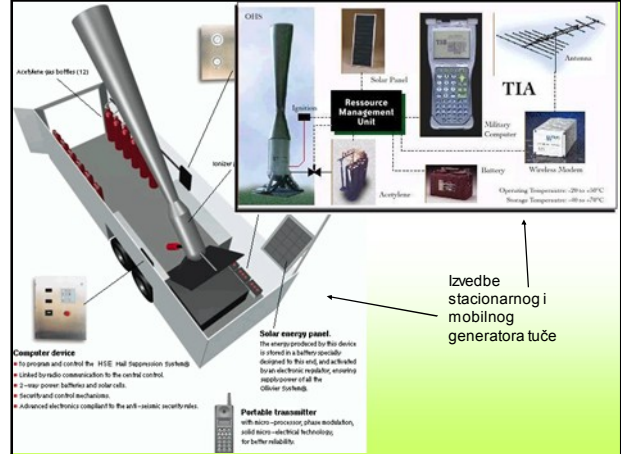 OHS
Solar Panel
TIA
Antenna
Ignition
Ressource
Management
Unit
Military
Computer
Wireless Modem
Acetylene
Battery
Operating Temperature: -20 to +50°C
Storage Temperature: -40 to +70°C
Acetylene gas bottles (12)
Ionizer
Izvedbe
stacionarnog i
mobilnog
generatora tuče
Solar energy panel.
The energy produced by this device
is stored in a battery specially
designed to this end, and activated
by an electronic regulator, ensuring
supply power of all the
Ollivier System®.
Computer device
to program and control the HSE Hail Suppression System®
Linked by radio communication to the central control.
2-way power: batteries and solar cells.
Security and control mechanisms.
Advanced electronics compliant to the anti-seismic security rules.
Portable transmitter
with micro-processor, phase modulation,
solid micro-electrical technology,
for better reliability.